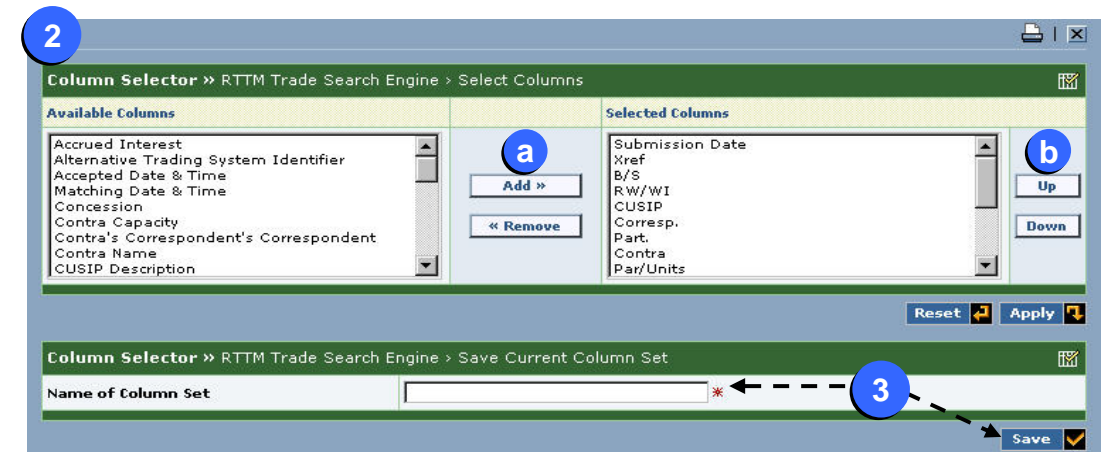 2
Column Selector » RTTM Trade Search Engine › Select Columns
Available Columns
Selected Columns
Accrued Interest
Alternative Trading System Identifier
Accepted Date & Time
Matching Date & Time
Concession
Contra Capacity
Contra's Correspondent's Correspondent
Contra Name
CUSIP Description
a
Add »
« Remove
Submission Date
Xref
B/S
RW/WI
CUSIP
Corresp.
Part.
Contra
Par/Units
b
Up
Down
Reset
Apply
Column Selector » RTTM Trade Search Engine › Save Current Column Set
Name of Column Set
*
3
Save